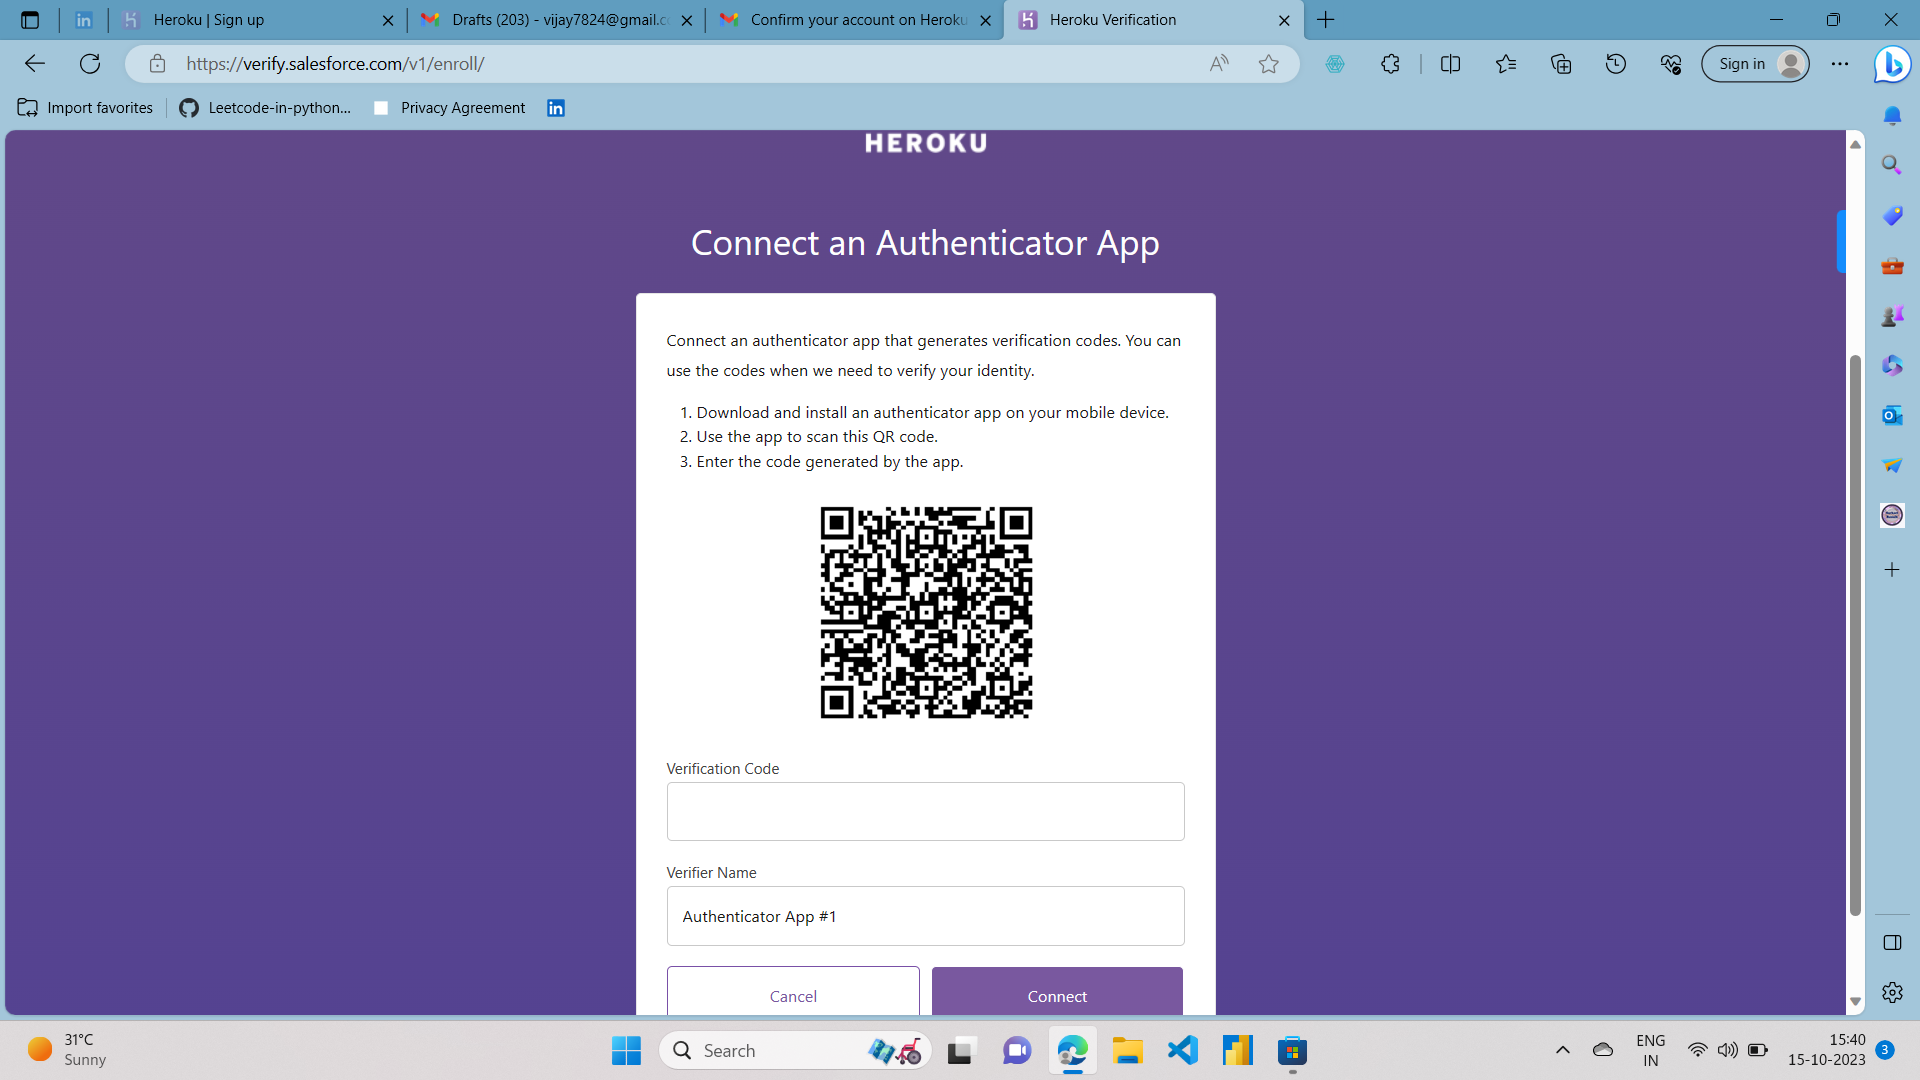 Heroku | Sign up
Drafts (203) - vijay7824@gmail.c
Confirm your account on Heroku
Heroku Verification
https://verify.salesforce.com/v1/enroll/
Sign in
Import favorites
Leetcode-in-python...
Privacy Agreement
HEROKU
Connect an Authenticator App
Connect an authenticator app that generates verification codes. You can
use the codes when we need to verify your identity.
1. Download and install an authenticator app on your mobile device.
2. Use the app to scan this QR code.
3. Enter the code generated by the app.
Verification Code
Verifier Name
Authenticator App #1
Cancel
Connect
31°C
Sunny
Search
ENG
IN
15:40
15-10-2023
3